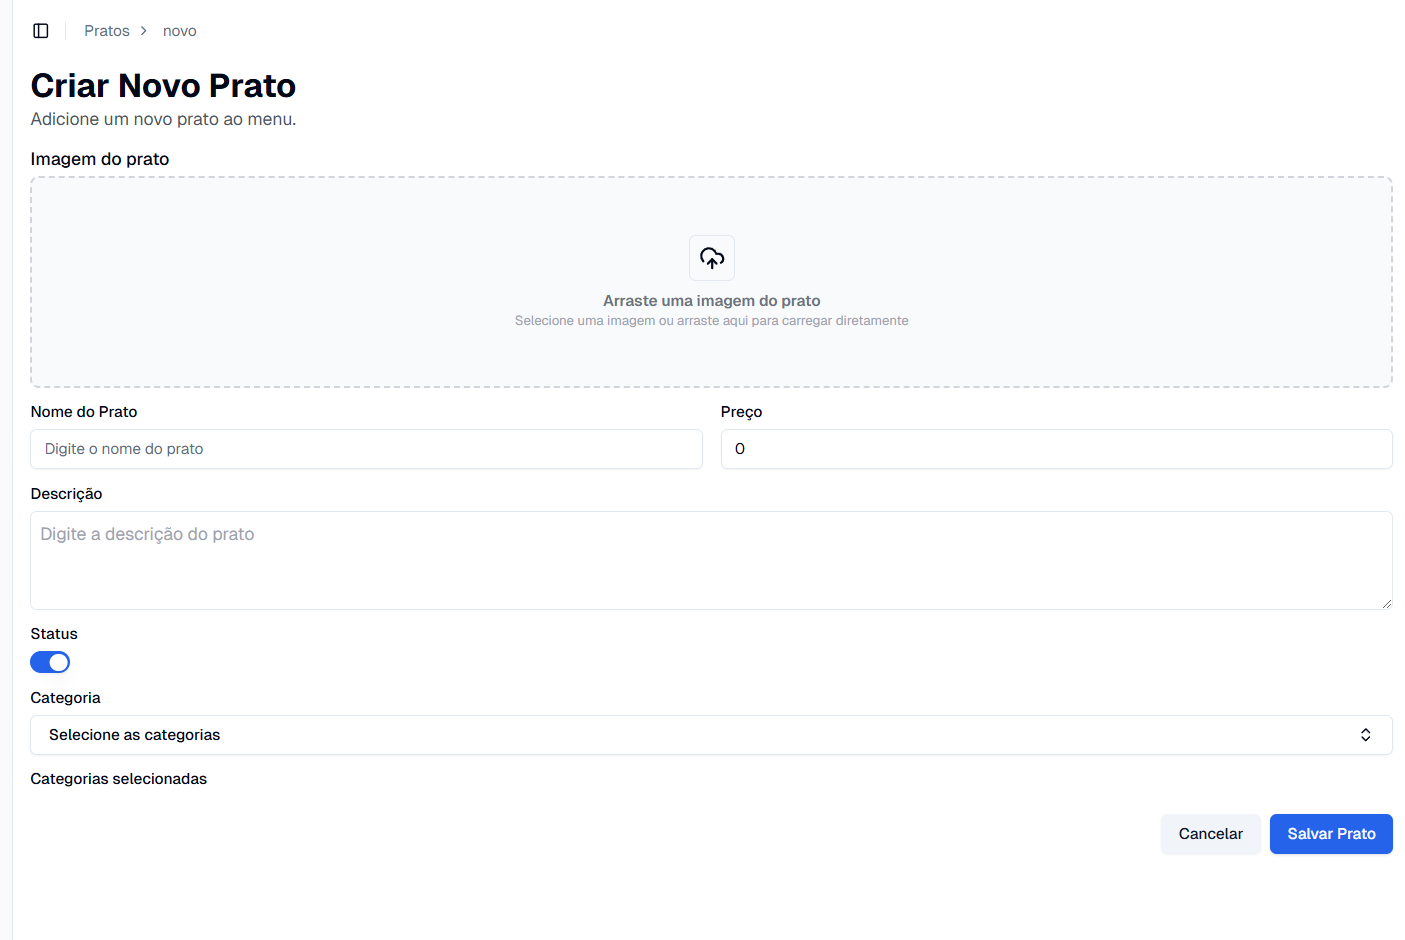 Pratos > novo
Criar Novo Prato
Adicione um novo prato ao menu.
Imagem do prato
Arraste uma imagem do prato
Selecione uma imagem ou arraste aqui para carregar diretamente
Nome do Prato
Preço
Digite o nome do prato
0
Descrição
Digite a descrição do prato
Status
Categoria
Selecione as categorias
Categorias selecionadas
Cancelar
Salvar Prato